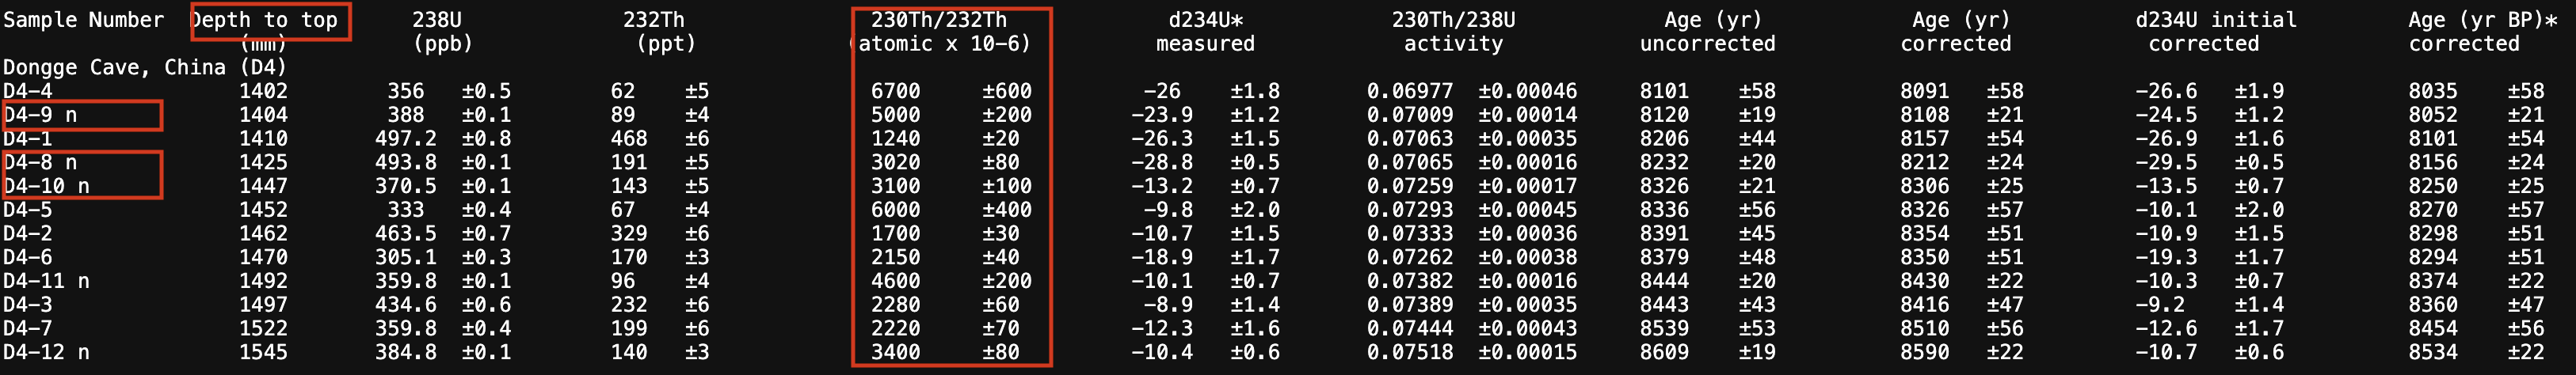 Sample Number Depth to top 238U 232Th 230Th/232Th d234U* 230Th/238U Age (yr) Age (yr) d234U initial Age (yr BP)*
(mm) (ppb) (ppt) (atomic x 10-6) measured activity uncorrected corrected corrected corrected
Dongge Cave, China (D4)
D4-4 1402 356 ±0.5 62 ±5 6700 ±600 -26 ±1.8 0.06977 ±0.00046 8101 ±58 8091 ±58 -26.6 ±1.9 8035 ±58
D4-9 n 1404 388 ±0.1 89 ±4 5000 ±200 -23.9 ±1.2 0.07009 ±0.00014 8120 ±19 8108 ±21 -24.5 ±1.2 8052 ±21
D4-1 1410 497.2 ±0.8 468 ±6 1240 ±20 -26.3 ±1.5 0.07063 ±0.00035 8206 ±44 8157 ±54 -26.9 ±1.6 8101 ±54
D4-8 n 1425 493.8 ±0.1 191 ±5 3020 ±80 -28.8 ±0.5 0.07065 ±0.00016 8232 ±20 8212 ±24 -29.5 ±0.5 8156 ±24
D4-10 n 1447 370.5 ±0.1 143 ±5 3100 ±100 -13.2 ±0.7 0.07259 ±0.00017 8326 ±21 8306 ±25 -13.5 ±0.7 8250 ±25
D4-5 1452 333 ±0.4 67 ±4 6000 ±400 -9.8 ±2.0 0.07293 ±0.00045 8336 ±56 8326 ±57 -10.1 ±2.0 8270 ±57
D4-2 1462 463.5 ±0.7 329 ±6 1700 ±30 -10.7 ±1.5 0.07333 ±0.00036 8391 ±45 8354 ±51 -10.9 ±1.5 8298 ±51
D4-6 1470 305.1 ±0.3 170 ±3 2150 ±40 -18.9 ±1.7 0.07262 ±0.00038 8379 ±48 8350 ±51 -19.3 ±1.7 8294 ±51
D4-11 n 1492 359.8 ±0.1 96 ±4 4600 ±200 -10.1 ±0.7 0.07382 ±0.00016 8444 ±20 8430 ±22 -10.3 ±0.7 8374 ±22
D4-3 1497 434.6 ±0.6 232 ±6 2280 ±60 -8.9 ±1.4 0.07389 ±0.00035 8443 ±43 8416 ±47 -9.2 ±1.4 8360 ±47
D4-7 1522 359.8 ±0.4 199 ±6 2220 ±70 -12.3 ±1.6 0.07444 ±0.00043 8539 ±53 8510 ±56 -12.6 ±1.7 8454 ±56
D4-12 n 1545 384.8 ±0.1 140 ±3 3400 ±80 -10.4 ±0.6 0.07518 ±0.00015 8609 ±19 8590 ±22 -10.7 ±0.6 8534 ±22